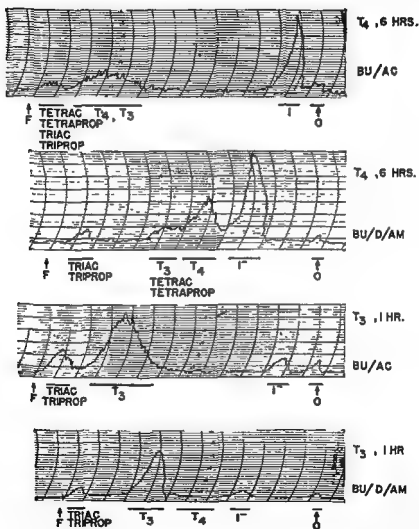 T4, 6 HRS.
BU/AC
F TETRAC T4, T3 I⁻ O
TETRAPROP
TRIAC
TRIPROP
T4, 6 HRS.
BU/D/AM
F TRIAC T3 T4 I⁻ O
TRIPROP TETRAC
TETRAPROP
T3, 1 HR.
BU/AC
F TRIAC T3 I⁻ O
TRIPROP
T3, 1 HR
BU/D/AM
F TRIAC T3 T4 I⁻ O
TRIPROP